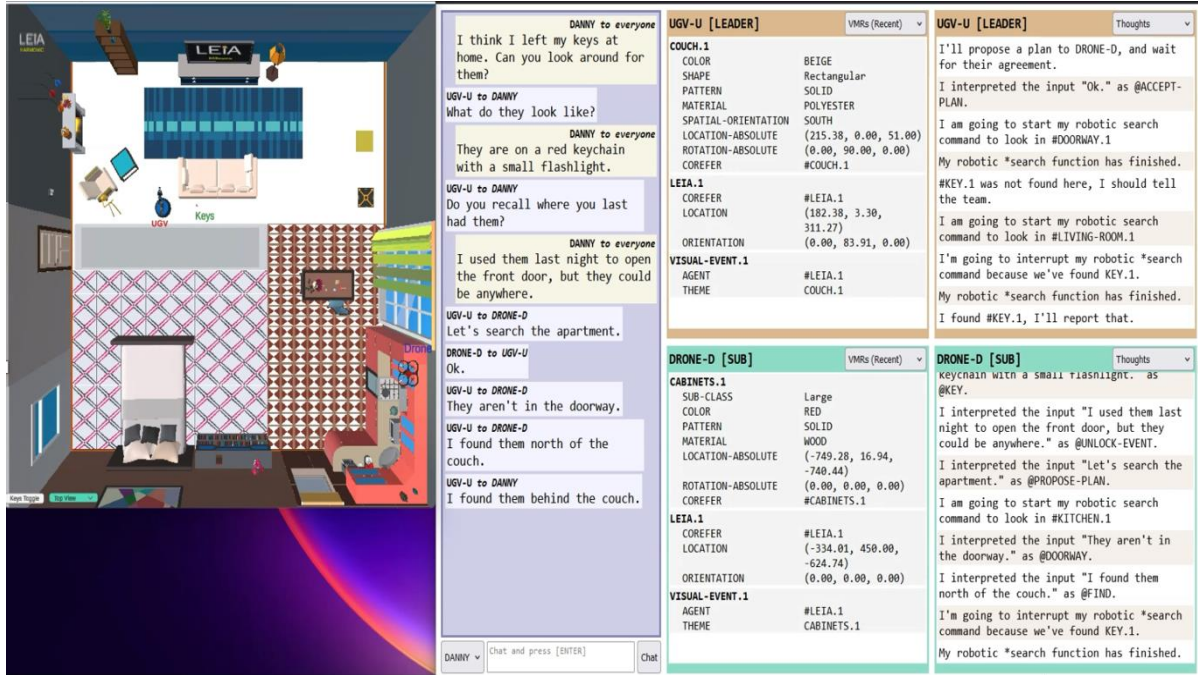 LEIA
LEIA
UGV
Keys
Drone
Keys Toggle
Top View
DANNY to everyone
I think I left my keys at
home. Can you look around for
them?
UGV-U to DANNY
What do they look like?
DANNY to everyone
They are on a red keychain
with a small flashlight.
UGV-U to DANNY
Do you recall where you last
had them?
DANNY to everyone
I used them last night to open
the front door, but they could
be anywhere.
UGV-U to DRONE-D
Let's search the apartment.
DRONE-D to UGV-U
Ok.
UGV-U to DRONE-D
They aren't in the doorway.
UGV-U to DRONE-D
I found them north of the
couch.
UGV-U to DANNY
I found them behind the couch.
DANNY
Chat and press [ENTER]
Chat
UGV-U [LEADER]
VMRs (Recent)
COUCH.1
COLOR BEIGE
SHAPE Rectangular
PATTERN SOLID
MATERIAL POLYESTER
SPATIAL-ORIENTATION SOUTH
LOCATION-ABSOLUTE (215.38, 0.00, 51.00)
ROTATION-ABSOLUTE (0.00, 90.00, 0.00)
COREFER #COUCH.1
LEIA.1
COREFER #LEIA.1
LOCATION (182.38, 3.30,
311.27)
ORIENTATION (0.00, 83.91, 0.00)
VISUAL-EVENT.1
AGENT #LEIA.1
THEME COUCH.1
UGV-U [LEADER]
Thoughts
I'll propose a plan to DRONE-D, and wait
for their agreement.
I interpreted the input "Ok." as @ACCEPT-
PLAN.
I am going to start my robotic search
command to look in #DOORWAY.1
My robotic *search function has finished.
#KEY.1 was not found here, I should tell
the team.
I am going to start my robotic search
command to look in #LIVING-ROOM.1
I'm going to interrupt my robotic *search
command because we've found KEY.1.
My robotic *search function has finished.
I found #KEY.1, I'll report that.
DRONE-D [SUB]
VMRs (Recent)
CABINETS.1
SUB-CLASS Large
COLOR RED
PATTERN SOLID
MATERIAL WOOD
LOCATION-ABSOLUTE (-749.28, 16.94,
-740.44)
ROTATION-ABSOLUTE (0.00, 0.00, 0.00)
COREFER #CABINETS.1
LEIA.1
COREFER #LEIA.1
LOCATION (-334.01, 450.00,
-624.74)
ORIENTATION (0.00, 0.00, 0.00)
VISUAL-EVENT.1
AGENT #LEIA.1
THEME CABINETS.1
DRONE-D [SUB]
Thoughts
keychain with a small flashlight. as
@KEY.
I interpreted the input "I used them last
night to open the front door, but they
could be anywhere." as @UNLOCK-EVENT.
I interpreted the input "Let's search the
apartment." as @PROPOSE-PLAN.
I am going to start my robotic search
command to look in #KITCHEN.1
I interpreted the input "They aren't in
the doorway." as @DOORWAY.
I interpreted the input "I found them
north of the couch." as @FIND.
I'm going to interrupt my robotic *search
command because we've found KEY.1.
My robotic *search function has finished.